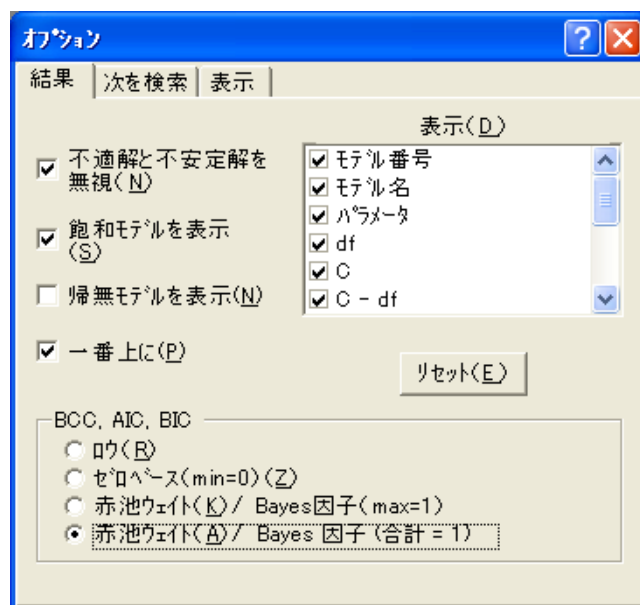 ｵﾌﾟｼｮﾝ
結果 次を検索 表示
表示(D)
不適解と不安定解を
無視(N)
飽和ﾓﾃﾞﾙを表示
(S)
帰無ﾓﾃﾞﾙを表示(N)
一番上に(P)
ﾓﾃﾞﾙ番号
ﾓﾃﾞﾙ名
ﾊﾟﾗﾒｰﾀ
df
C
C - df
ﾘｾｯﾄ(E)
BCC, AIC, BIC
ﾛｳ(R)
ｾﾞﾛﾍﾞｰｽ(min=0)(Z)
赤池ｳｪｲﾄ(K)/ Bayes因子(max=1)
赤池ｳｪｲﾄ(A)/ Bayes 因子 (合計 = 1)